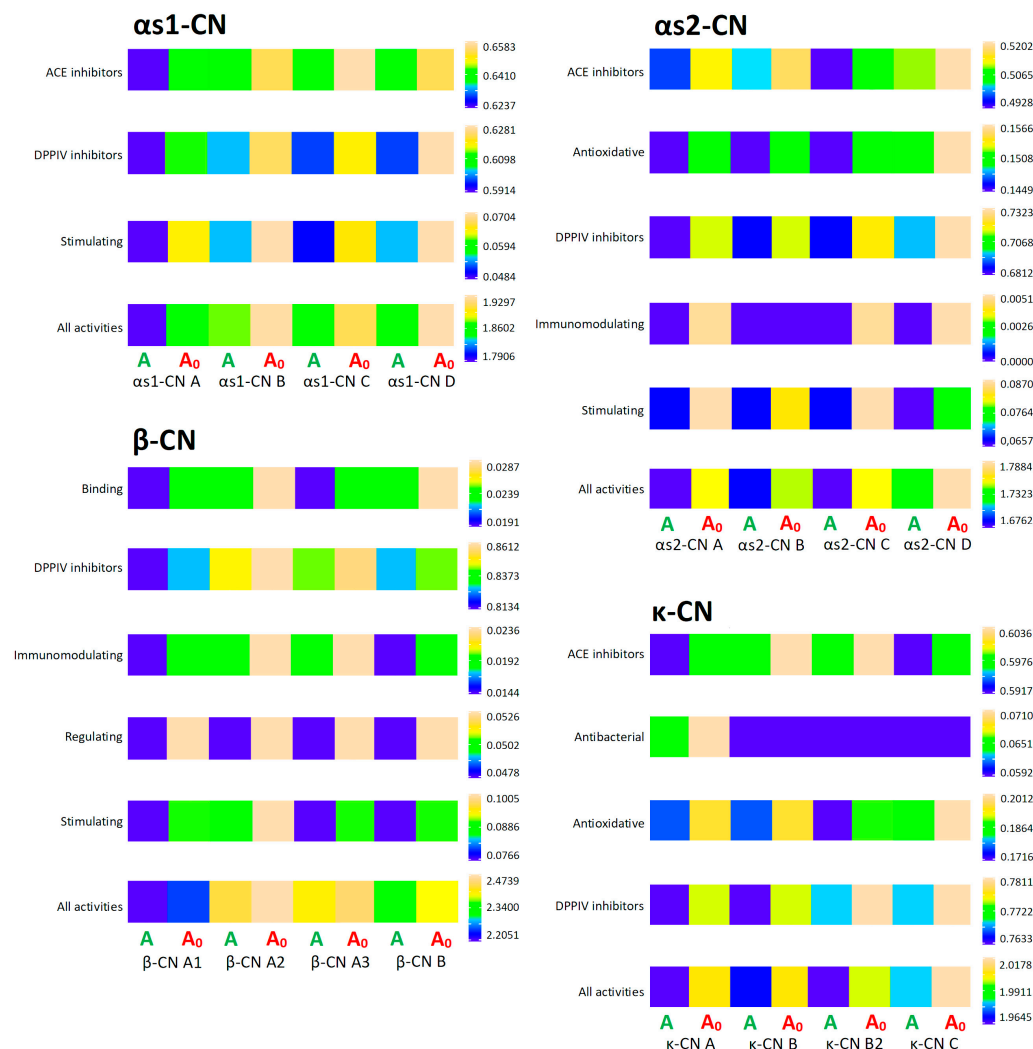 αs1-CN
ACE inhibitors
0.6583
0.6410
0.6237
DPPIV inhibitors
0.6281
0.6098
0.5914
Stimulating
0.0704
0.0594
0.0484
All activities
1.9297
1.8602
1.7906
A A₀ A A₀ A A₀ A A₀
αs1-CN A αs1-CN B αs1-CN C αs1-CN D
β-CN
Binding
0.0287
0.0239
0.0191
DPPIV inhibitors
0.8612
0.8373
0.8134
Immunomodulating
0.0236
0.0192
0.0144
Regulating
0.0526
0.0502
0.0478
Stimulating
0.1005
0.0886
0.0766
All activities
2.4739
2.3400
2.2051
A A₀ A A₀ A A₀ A A₀
β-CN A1 β-CN A2 β-CN A3 β-CN B
αs2-CN
ACE inhibitors
0.5202
0.5065
0.4928
Antioxidative
0.1566
0.1508
0.1449
DPPIV inhibitors
0.7323
0.7068
0.6812
Immunomodulating
0.0051
0.0026
0.0000
Stimulating
0.0870
0.0764
0,0657
All activities
1.7884
1.7323
1.6762
A A₀ A A₀ A A₀ A A₀
αs2-CN A αs2-CN B αs2-CN C αs2-CN D
κ-CN
ACE inhibitors
0.6036
0.5976
0.5917
Antibacterial
0.0710
0.0651
0.0592
Antioxidative
0.2012
0.1864
0.1716
DPPIV inhibitors
0.7811
0.7722
0.7633
All activities
2.0178
1.9911
1.9645
A A₀ A A₀ A A₀ A A₀
κ-CN A κ-CN B κ-CN B2 κ-CN C